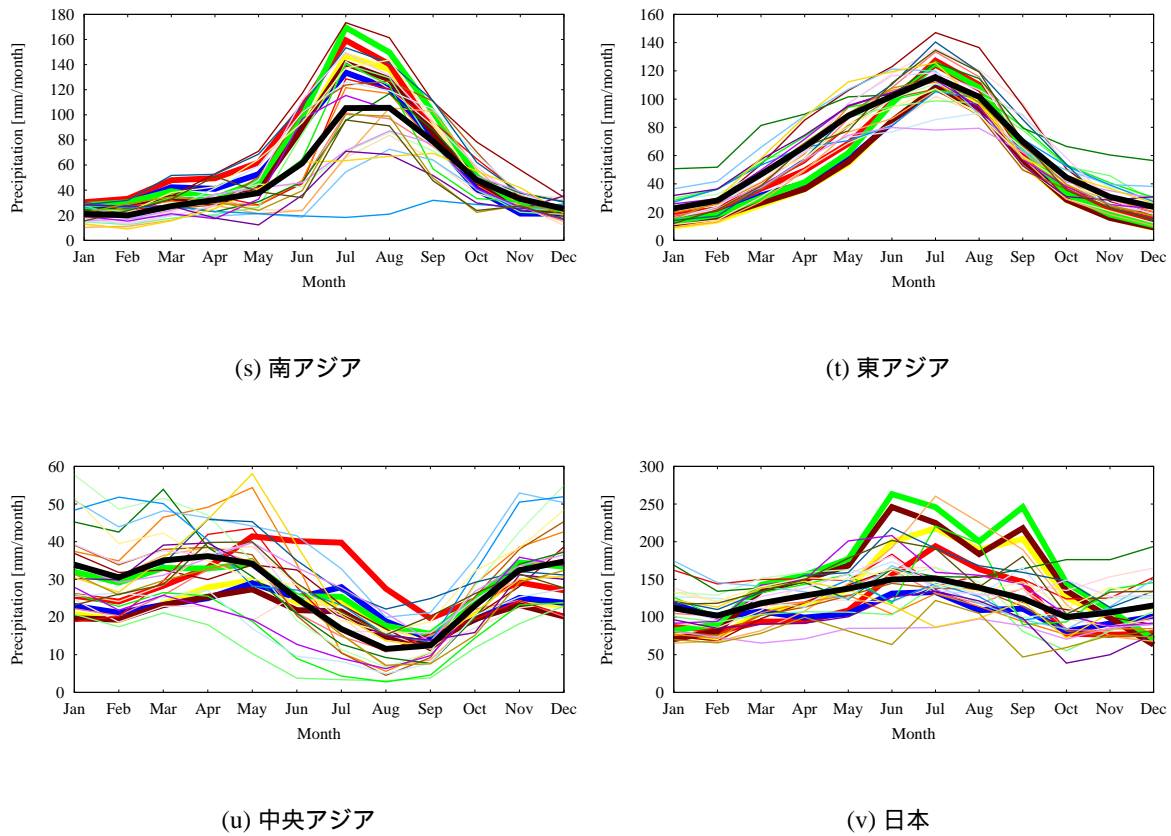 Precipitation [mm/month]
180
160
140
120
100
80
60
40
20
0
Jan Feb Mar Apr May Jun Jul Aug Sep Oct Nov Dec
Month
(s) 南アジア
Precipitation [mm/month]
160
140
120
100
80
60
40
20
0
Jan Feb Mar Apr May Jun Jul Aug Sep Oct Nov Dec
Month
(t) 東アジア
Precipitation [mm/month]
60
50
40
30
20
10
0
Jan Feb Mar Apr May Jun Jul Aug Sep Oct Nov Dec
Month
(u) 中央アジア
Precipitation [mm/month]
300
250
200
150
100
50
0
Jan Feb Mar Apr May Jun Jul Aug Sep Oct Nov Dec
Month
(v) 日本